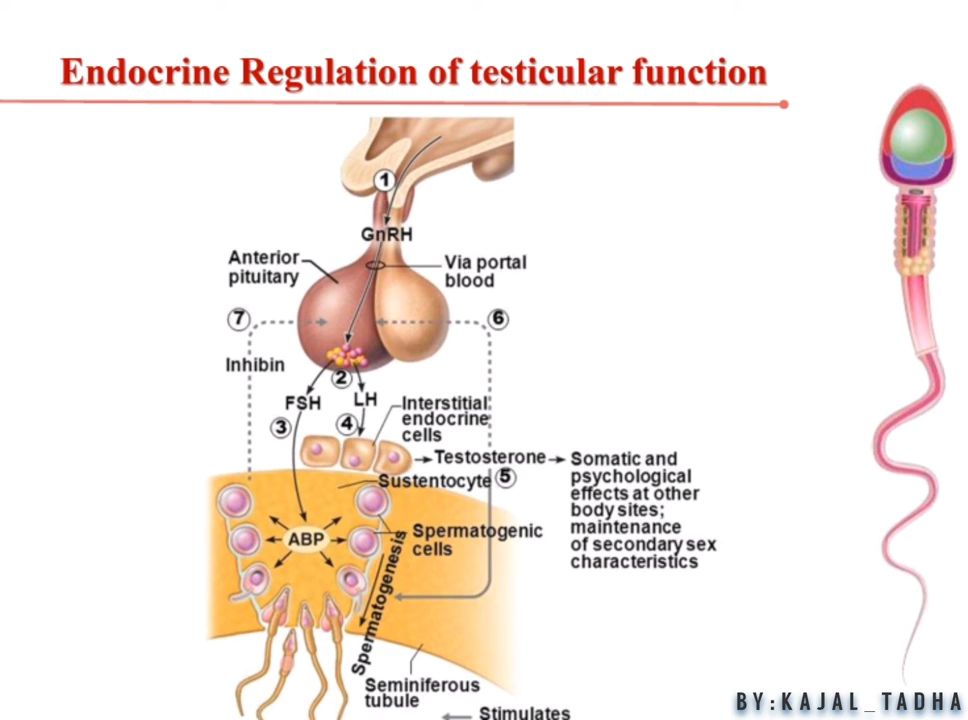 Endocrine Regulation of testicular function
1
GnRH
Anterior
pituitary
Via portal
blood
7
6
Inhibin
2
FSH
LH
3
4
Interstitial
endocrine
cells
Testosterone
5
Somatic and
psychological
effects at other
body sites;
maintenance
of secondary sex
characteristics
Sustentocyte
ABP
Spermatogenic
cells
Spermatogenesis
Seminiferous
tubule
Stimulates
BY:KAJAL_TADHA